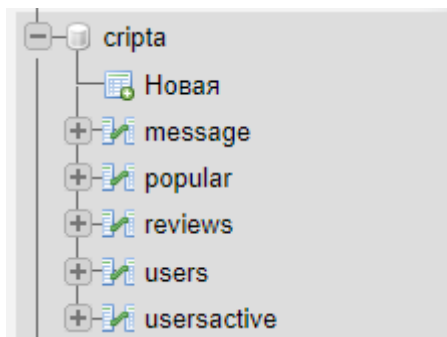 cripta
Новая
message
popular
reviews
users
usersactive